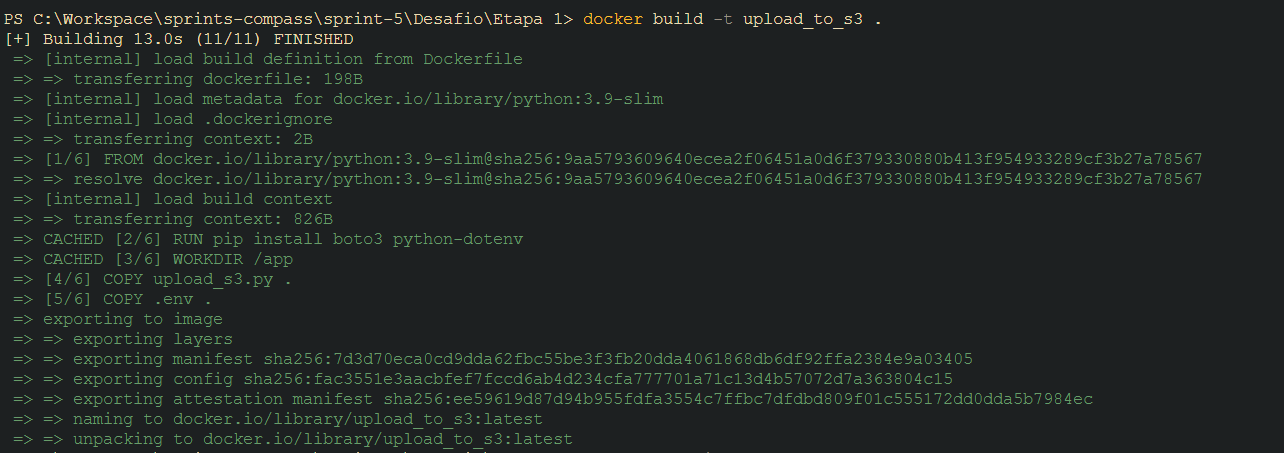 PS C:\Workspace\sprints-compass\sprint-5\Desafio\Etapa 1> docker build -t upload_to_s3 .
[+] Building 13.0s (11/11) FINISHED
=> [internal] load build definition from Dockerfile
=> => transferring dockerfile: 198B
=> [internal] load metadata for docker.io/library/python:3.9-slim
=> [internal] load .dockerignore
=> => transferring context: 2B
=> [1/6] FROM docker.io/library/python:3.9-slim@sha256:9aa5793609640ecea2f06451a0d6f379330880b413f954933289cf3b27a78567
=> => resolve docker.io/library/python:3.9-slim@sha256:9aa5793609640ecea2f06451a0d6f379330880b413f954933289cf3b27a78567
=> [internal] load build context
=> => transferring context: 826B
=> CACHED [2/6] RUN pip install boto3 python-dotenv
=> CACHED [3/6] WORKDIR /app
=> [4/6] COPY upload_s3.py .
=> [5/6] COPY .env .
=> exporting to image
=> => exporting layers
=> => exporting manifest sha256:7d3d70eca0cd9dda62fbc55be3f3fb20dda4061868db6df92ffa2384e9a03405
=> => exporting config sha256:fac3551e3aacbfef7fccd6ab4d234cfa777701a71c13d4b57072d7a363804c15
=> => exporting attestation manifest sha256:ee59619d87d94b955fdfa3554c7ffbc7dfdbd809f01c555172dd0dda5b7984ec
=> => naming to docker.io/library/upload_to_s3:latest
=> => unpacking to docker.io/library/upload_to_s3:latest